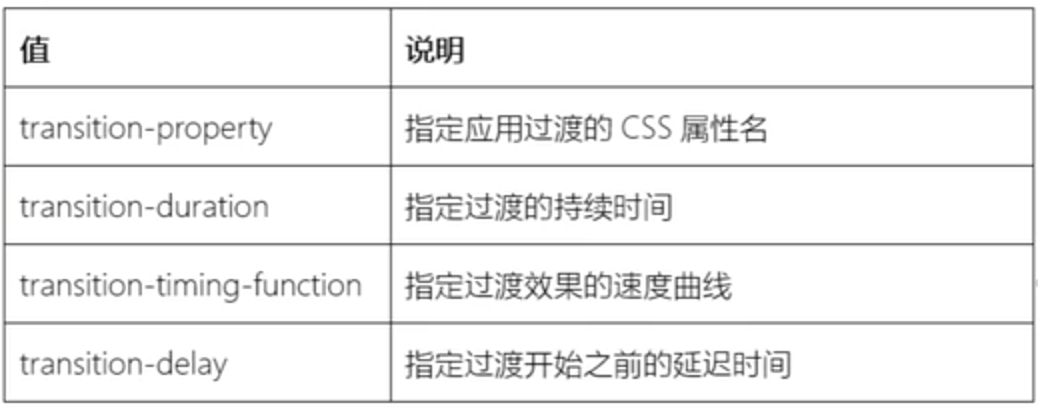 值 说明
transition-property 指定应用过渡的 CSS 属性名
transition-duration 指定过渡的持续时间
transition-timing-function 指定过渡效果的速度曲线
transition-delay 指定过渡开始之前的延迟时间